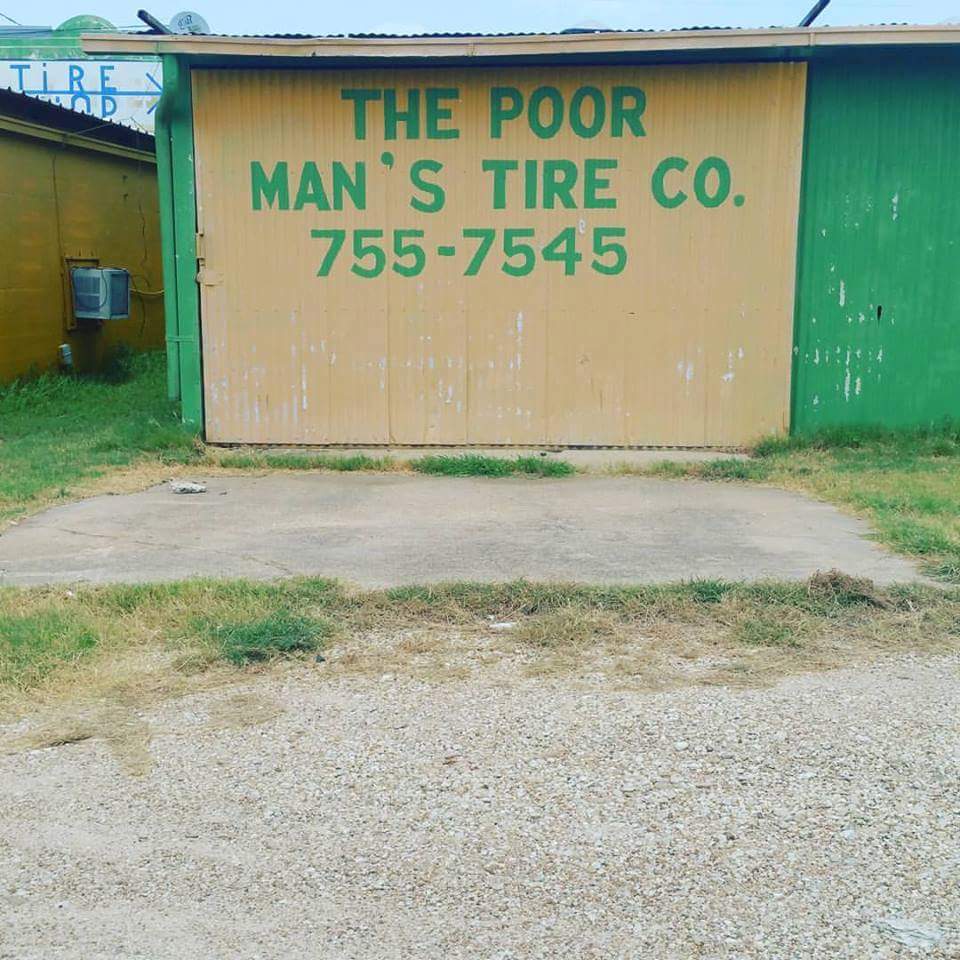 TiRE
THE POOR
MAN'S TIRE CO.
755-7545